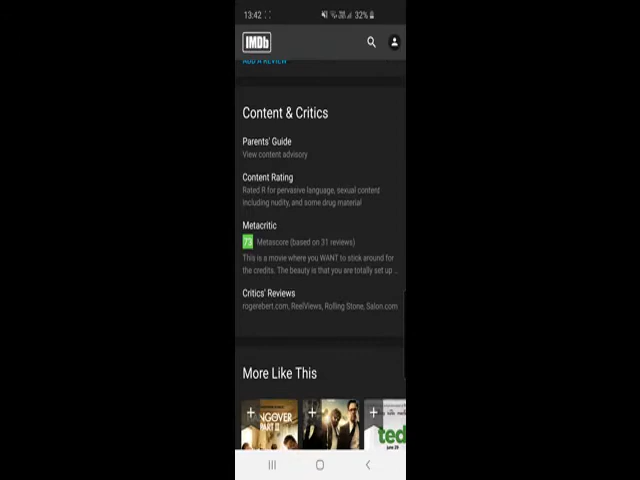 13:42
32%
IMDb
ADD A REVIEW
Content & Critics
Parents' Guide
View content advisory
Content Rating
Rated R for pervasive language, sexual content
including nudity, and some drug material
Metacritic
73 Metascore (based on 31 reviews)
This is a movie where you WANT to stick around for
the credits. The beauty is that you are totally set up ...
Critics' Reviews
rogerebert.com, ReelViews, Rolling Stone, Salon.com
More Like This
NGOVER
PART II
ted